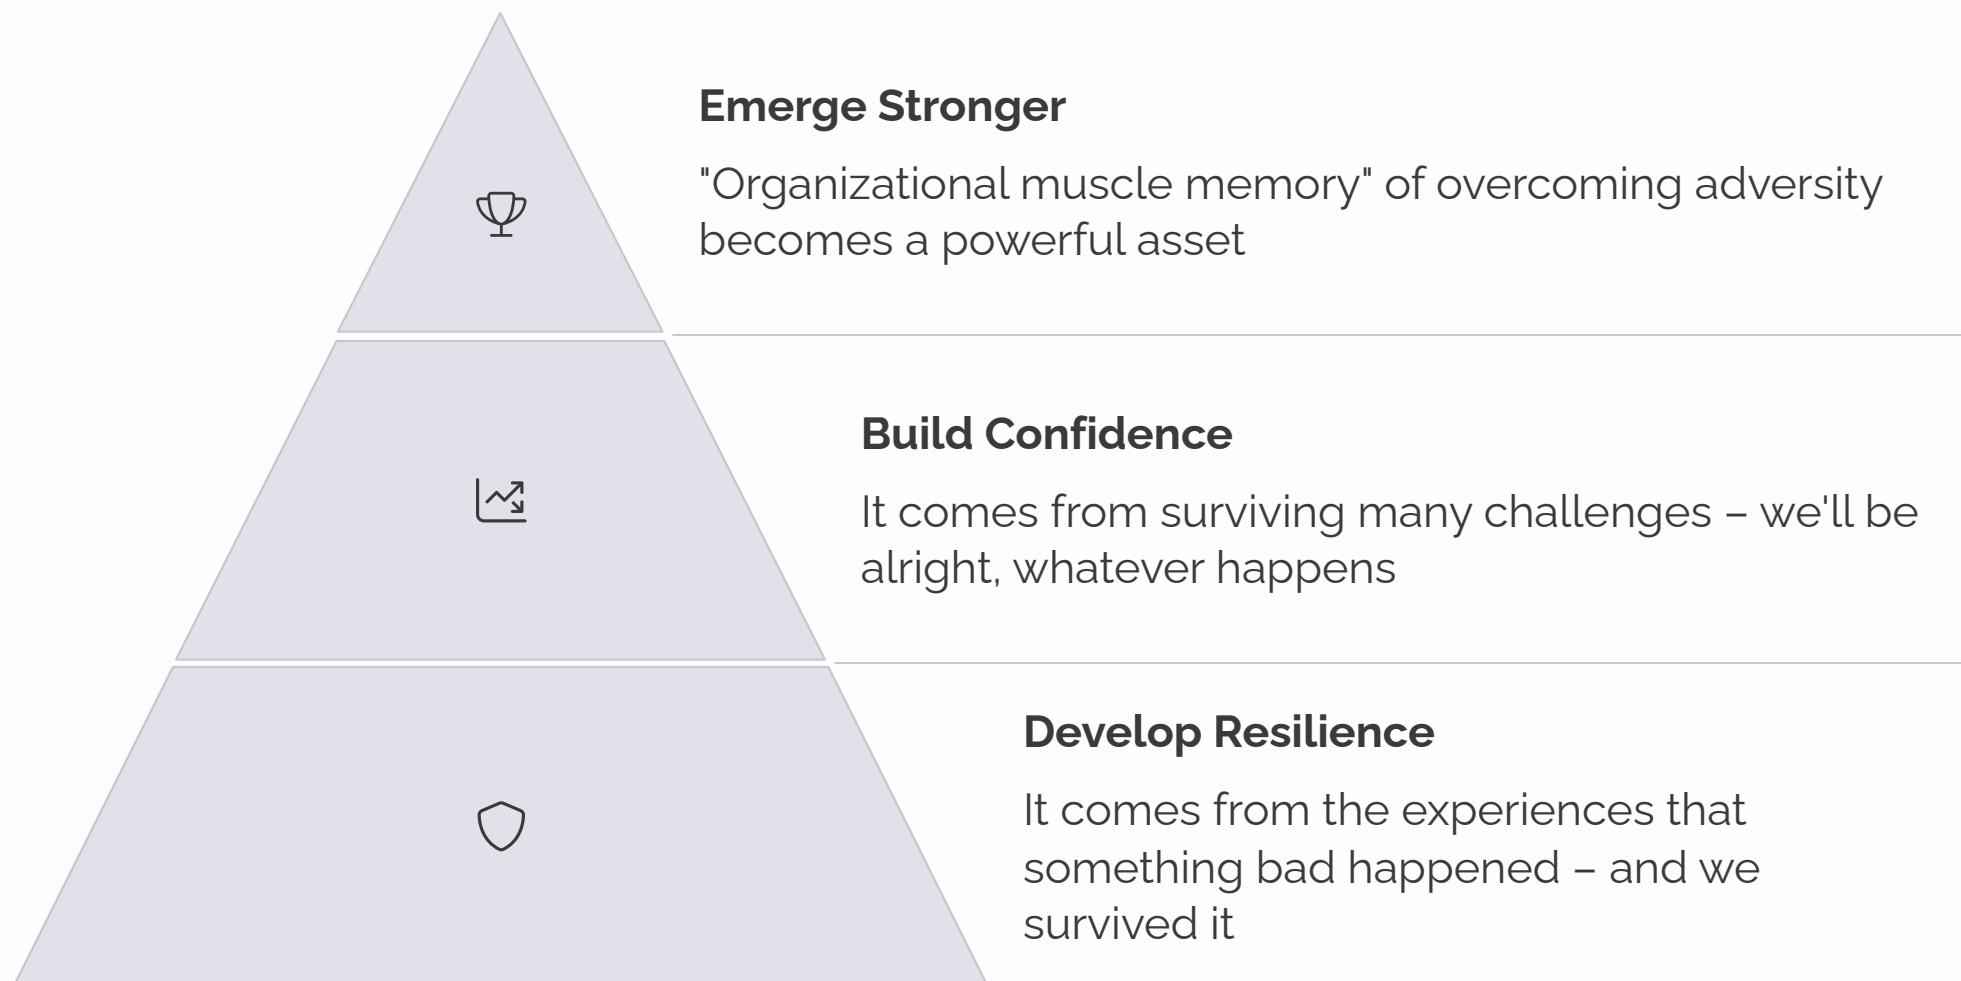 Emerge Stronger
"Organizational muscle memory" of overcoming adversity
becomes a powerful asset
Build Confidence
It comes from surviving many challenges – we'll be
alright, whatever happens
Develop Resilience
It comes from the experiences that
something bad happened – and we
survived it